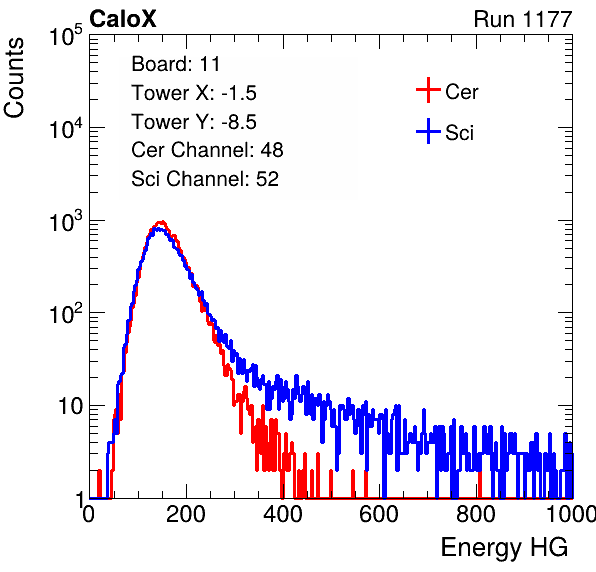 CaloX Run 1177
Counts
10^5
10^4
10^3
10^2
10
1
Board: 11
Tower X: -1.5
Tower Y: -8.5
Cer Channel: 48
Sci Channel: 52
Cer
Sci
0 200 400 600 800 1000
Energy HG